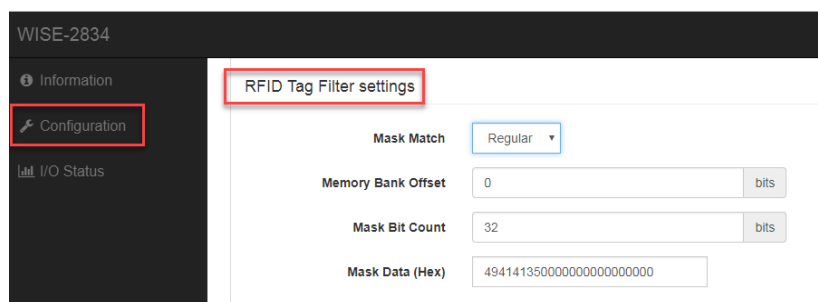 WISE-2834
Information
Configuration
I/O Status
RFID Tag Filter settings
Mask Match Regular
Memory Bank Offset 0 bits
Mask Bit Count 32 bits
Mask Data (Hex) 494141350000000000000000